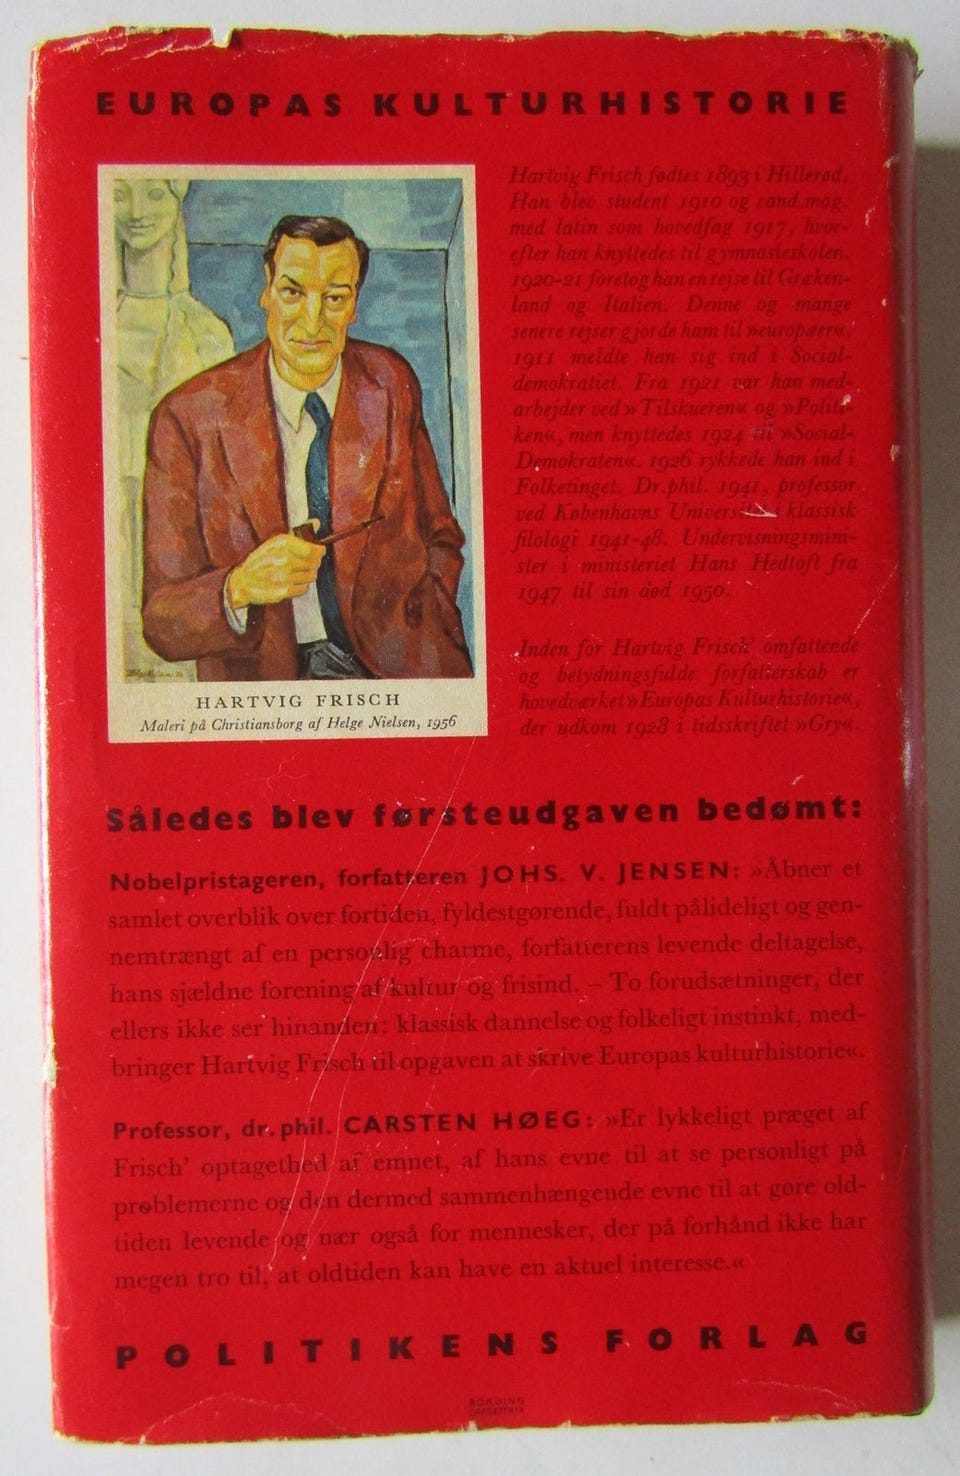 EUROPAS KULTURHISTORIE
Hartvig Frisch fødtes 1893 i Hillerød.
Han blev student 1910 og cand.mag.
med latin som hovedfag 1917, hvor-
efter han knyttedes til gymnasieskolen.
1920-21 foretog han en rejse til Græken-
land og Italien. Denne og mange
senere rejser gjorde ham til »europæer«.
1911 meldte han sig ind i Social-
demokratiet. Fra 1921 var han med-
arbejder ved »Tilskueren« og »Politi-
ken«, men knyttedes 1924 til »Social-
Demokraten«. 1926 rykkede han ind i
Folketinget. Dr.phil. 1941, professor
ved Københavns Universitet i klassisk
filologi 1941-48. Undervisningsmini-
ster i ministeriet Hans Hedtoft fra
1947 til sin død 1950.
Inden for Hartvig Frisch' omfattende
og betydningsfulde forfatterskab er
hovedværket »Europas Kulturhistorie«,
der udkom 1928 i tidsskriftet »Gry«.
HARTVIG FRISCH
Maleri på Christiansborg af Helge Nielsen, 1956
Således blev førsteudgaven bedømt:
Nobelpristageren, forfatteren JOHS. V. JENSEN: »Åbner et
samlet overblik over fortiden, fyldestgørende, fuldt pålideligt og gen-
nemtrængt af en personlig charme, forfatterens levende deltagelse,
hans sjældne forening af kultur og frisind. – To forudsætninger, der
ellers ikke ser hinanden: klassisk dannelse og folkeligt instinkt, med-
bringer Hartvig Frisch til opgaven at skrive Europas kulturhistorie«.
Professor, dr. phil. CARSTEN HØEG: »Er lykkeligt præget af
Frisch' optagethed af emnet, af hans evne til at se personligt på
problemerne og den dermed sammenhængende evne til at gøre old-
tiden levende og nær også for mennesker, der på forhånd ikke har
megen tro til, at oldtiden kan have en aktuel interesse.«
POLITIKENS FORLAG
BORDING
OFFSETTRYK